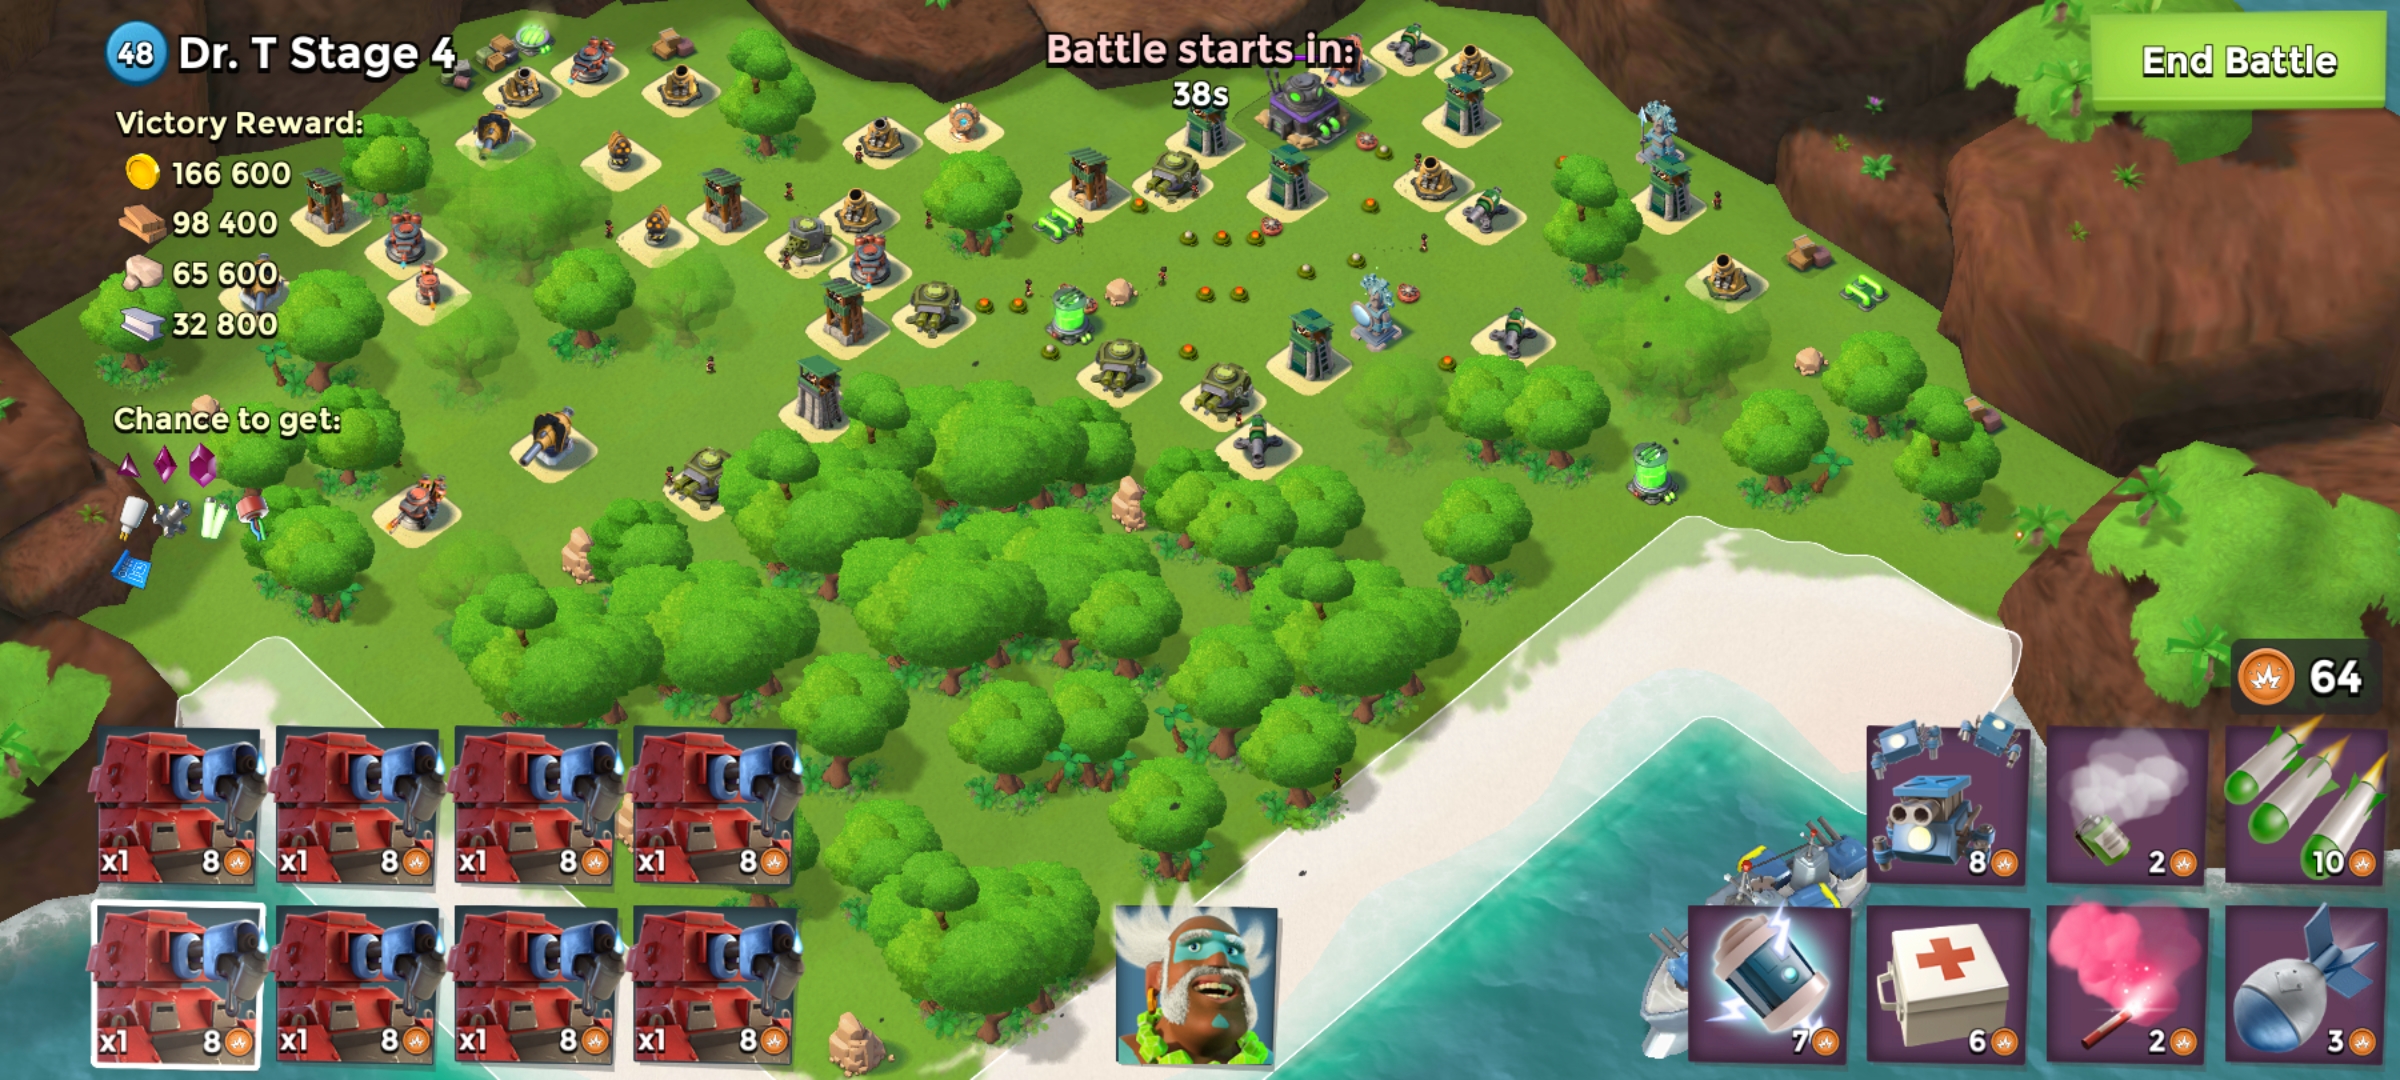 48 Dr. T Stage 4
Victory Reward:
166 600
98 400
65 600
32 800
Chance to get:
Battle starts in:
38s
End Battle
64
x1 8
x1 8
x1 8
x1 8
8
2
10
x1 8
x1 8
x1 8
x1 8
7
6
2
3